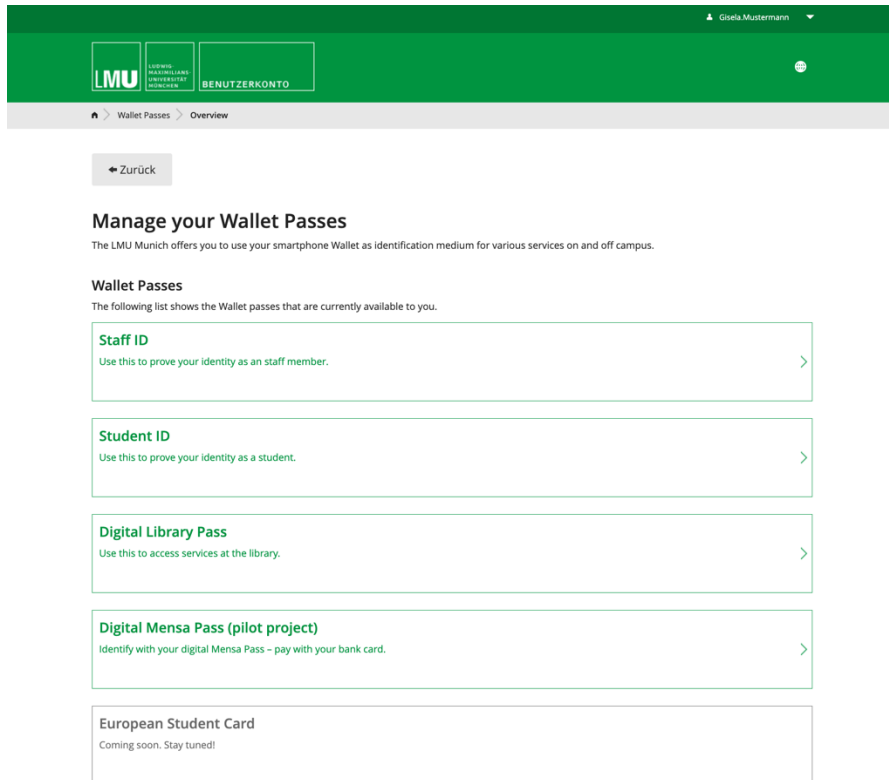 Gisela.Mustermann
LMU
LUDWIG-
MAXIMILIANS-
UNIVERSITÄT
MÜNCHEN
BENUTZERKONTO
Wallet Passes
Overview
Zurück
Manage your Wallet Passes
The LMU Munich offers you to use your smartphone Wallet as identification medium for various services on and off campus.
Wallet Passes
The following list shows the Wallet passes that are currently available to you.
Staff ID
Use this to prove your identity as an staff member.
Student ID
Use this to prove your identity as a student.
Digital Library Pass
Use this to access services at the library.
Digital Mensa Pass (pilot project)
Identify with your digital Mensa Pass – pay with your bank card.
European Student Card
Coming soon. Stay tuned!